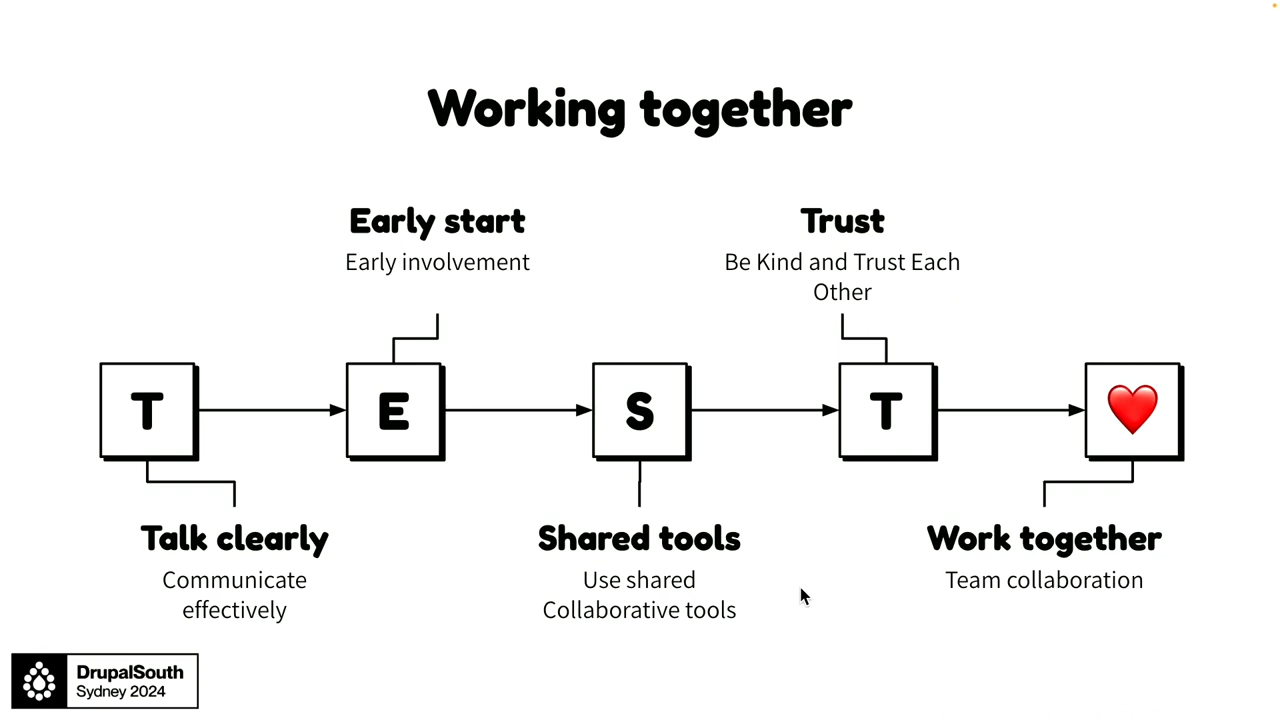 Working together
Early start
Early involvement
Trust
Be Kind and Trust Each
Other
T
E
S
T
Talk clearly
Communicate
effectively
Shared tools
Use shared
Collaborative tools
Work together
Team collaboration
DrupalSouth
Sydney 2024